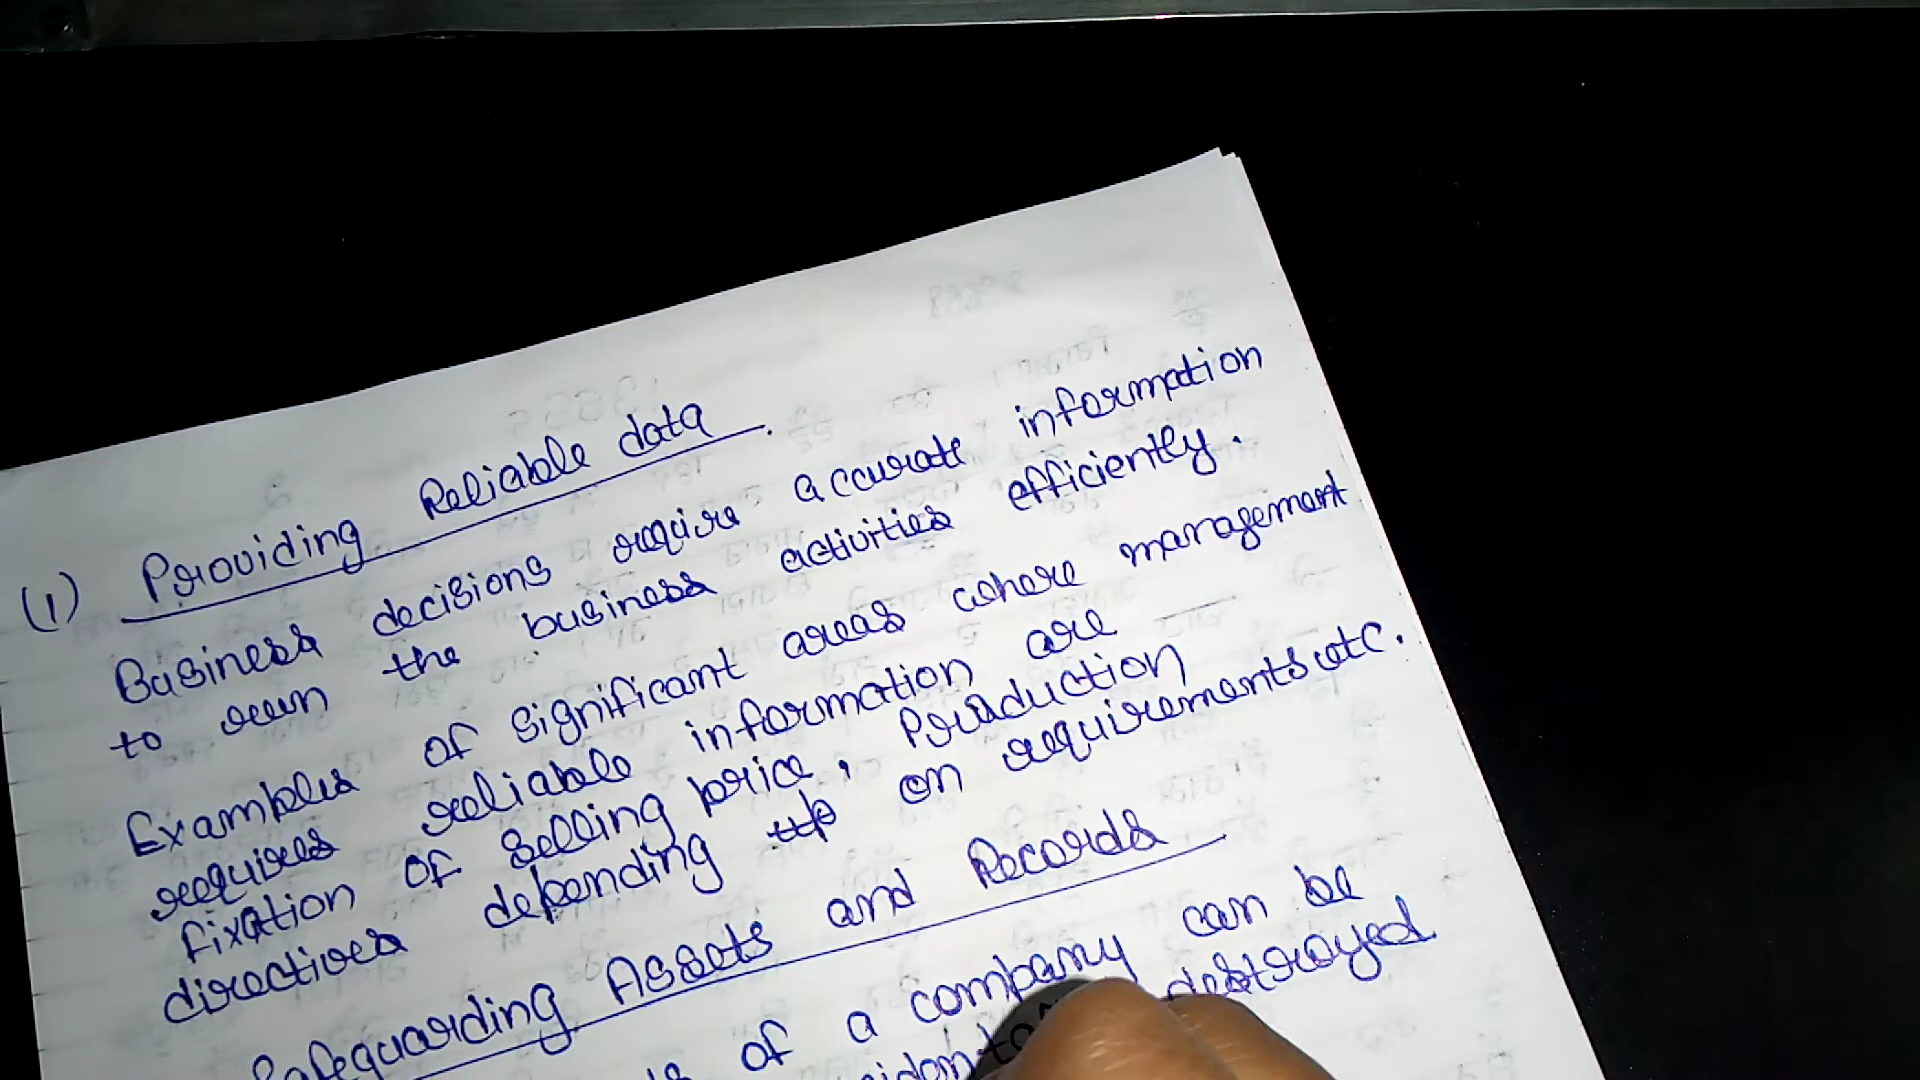 (1) Providing Reliable data.
Business decisions require accurate information
to run the business activities efficiently.
Examples of significant areas where management
requires reliable information are
fixation of selling price, Production
directives depending on requirements etc.
Safeguarding Assets and Records
of a company can be
destroyed